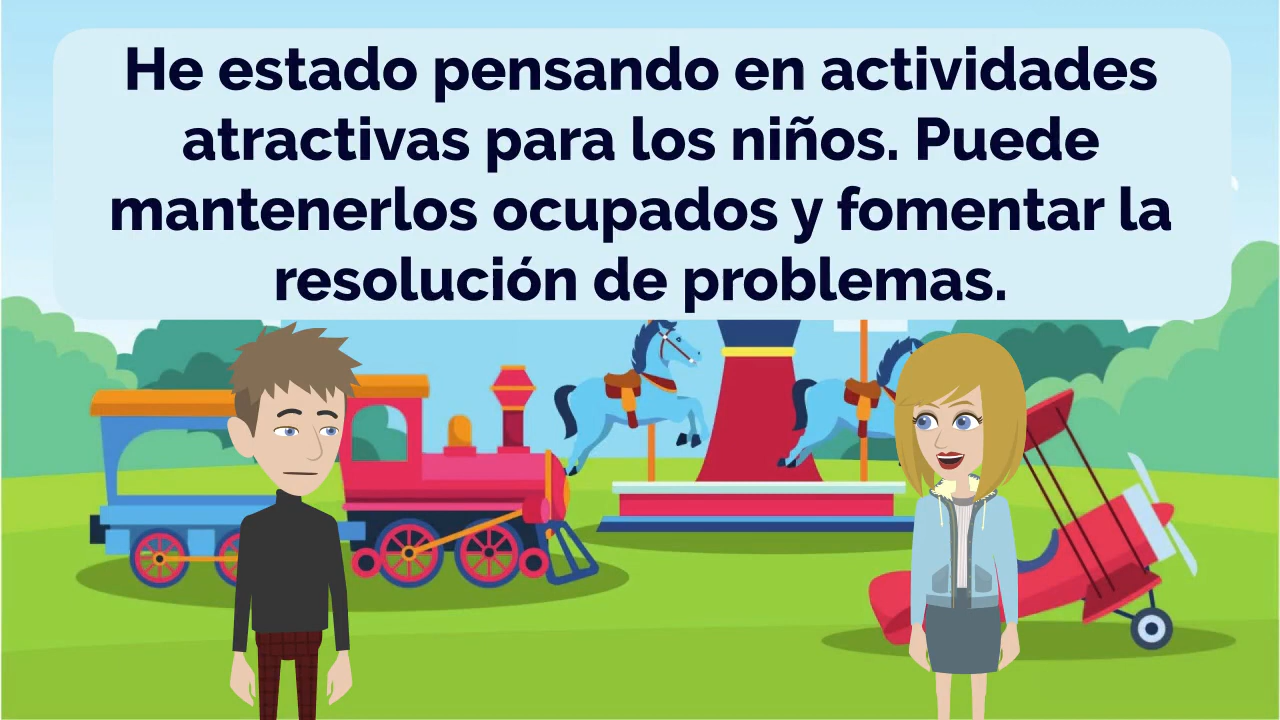 He estado pensando en actividades
atractivas para los niños. Puede
mantenerlos ocupados y fomentar la
resolución de problemas.